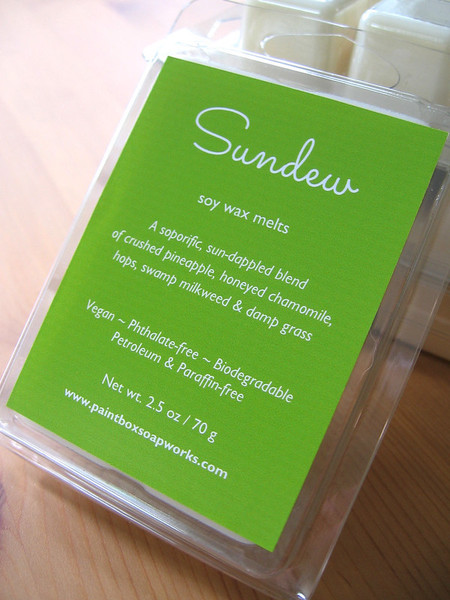 Sundew
soy wax melts
A soporific, sun-dappled blend
of crushed pineapple, honeyed chamomile,
hops, swamp milkweed & damp grass
Vegan ~ Phthalate-free ~ Biodegradable
Petroleum & Paraffin-free
Net wt. 2.5 oz / 70 g
www.paintboxsoapworks.com